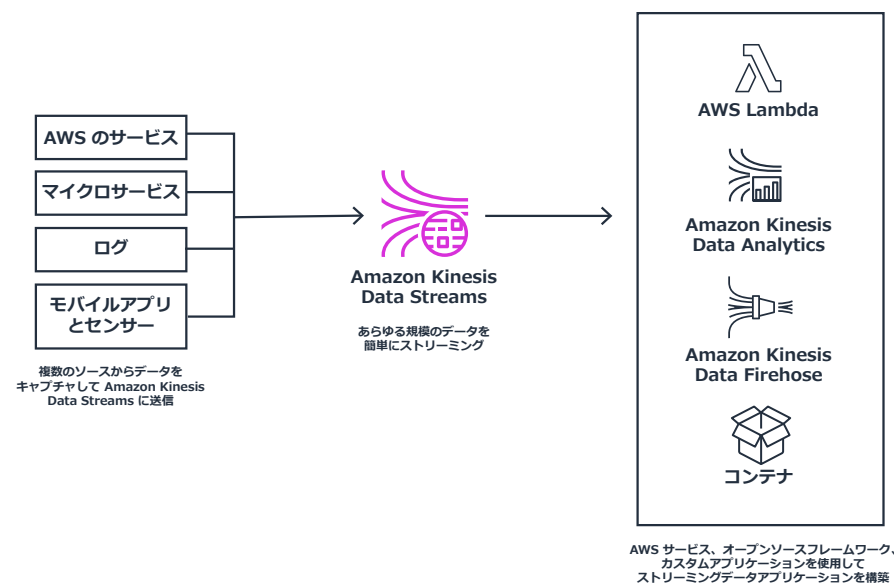 AWS のサービス
マイクロサービス
ログ
モバイルアプリ
とセンサー
複数のソースからデータを
キャプチャして Amazon Kinesis
Data Streams に送信
Amazon Kinesis
Data Streams
あらゆる規模のデータを
簡単にストリーミング
AWS Lambda
Amazon Kinesis
Data Analytics
Amazon Kinesis
Data Firehose
コンテナ
AWS サービス、オープンソースフレームワーク、
カスタムアプリケーションを使用して
ストリーミングデータアプリケーションを構築